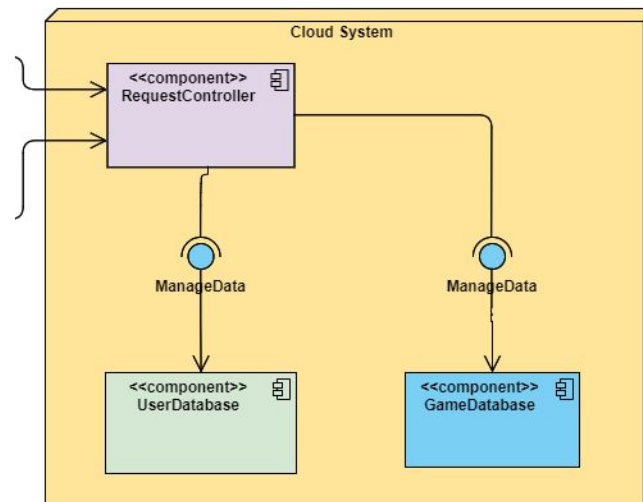 Cloud System
<<component>>
RequestController
ManageData
ManageData
<<component>>
UserDatabase
<<component>>
GameDatabase